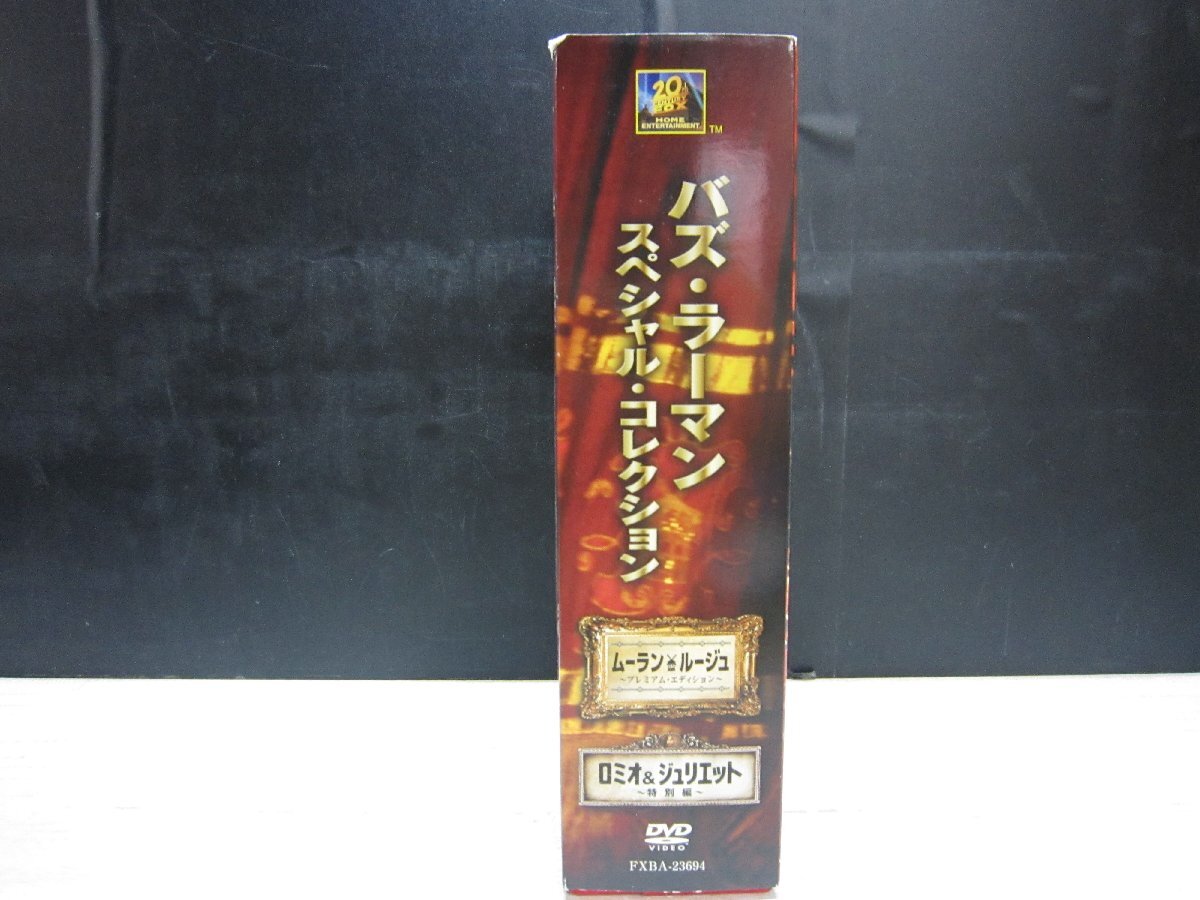 20th
CENTURY
FOX
HOME
ENTERTAINMENT
TM
バズ・ラーマン
スペシャル・コレクション
ムーラン ルージュ
～プレミアム・エディション～
ロミオ&ジュリエット
～特別編～
DVD
VIDEO
FXBA-23694